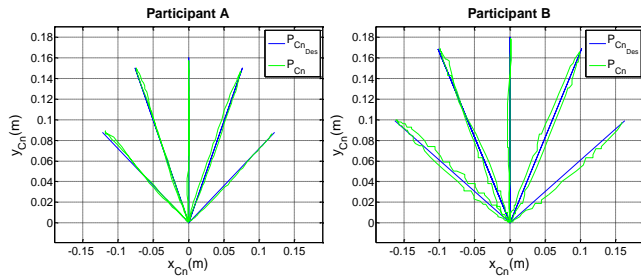 Participant A
P_Cn_Des
P_Cn
y_Cn(m)
0.18
0.16
0.14
0.12
0.1
0.08
0.06
0.04
0.02
0
-0.15 -0.1 -0.05 0 0.05 0.1 0.15
x_Cn(m)
Participant B
P_Cn_Des
P_Cn
y_Cn(m)
0.18
0.16
0.14
0.12
0.1
0.08
0.06
0.04
0.02
0
-0.15 -0.1 -0.05 0 0.05 0.1 0.15
x_Cn(m)